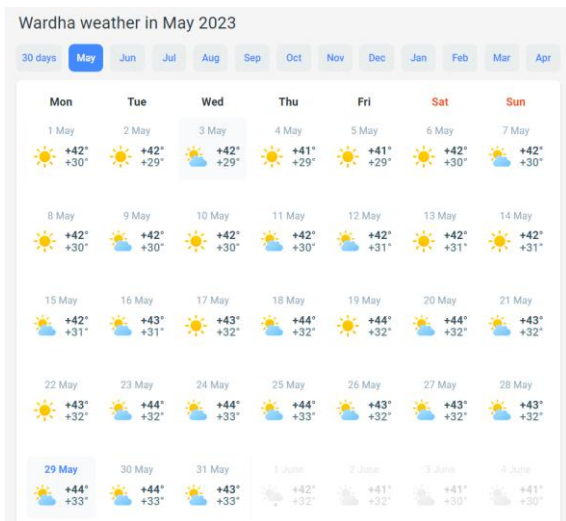 Wardha weather in May 2023
30 days May Jun Jul Aug Sep Oct Nov Dec Jan Feb Mar Apr
Mon Tue Wed Thu Fri Sat Sun
1 May 2 May 3 May 4 May 5 May 6 May 7 May
+42° +42° +42° +41° +41° +42° +42°
+30° +29° +29° +29° +29° +30° +30°
8 May 9 May 10 May 11 May 12 May 13 May 14 May
+42° +42° +42° +42° +42° +42° +42°
+30° +30° +30° +30° +31° +31° +31°
15 May 16 May 17 May 18 May 19 May 20 May 21 May
+42° +43° +43° +44° +44° +44° +43°
+31° +31° +32° +32° +32° +32° +32°
22 May 23 May 24 May 25 May 26 May 27 May 28 May
+43° +44° +44° +44° +43° +43° +43°
+32° +32° +33° +33° +32° +32° +32°
29 May 30 May 31 May 1 June 2 June 3 June 4 June
+44° +44° +43° +42° +41° +41° +41°
+33° +33° +33° +32° +32° +30° +30°